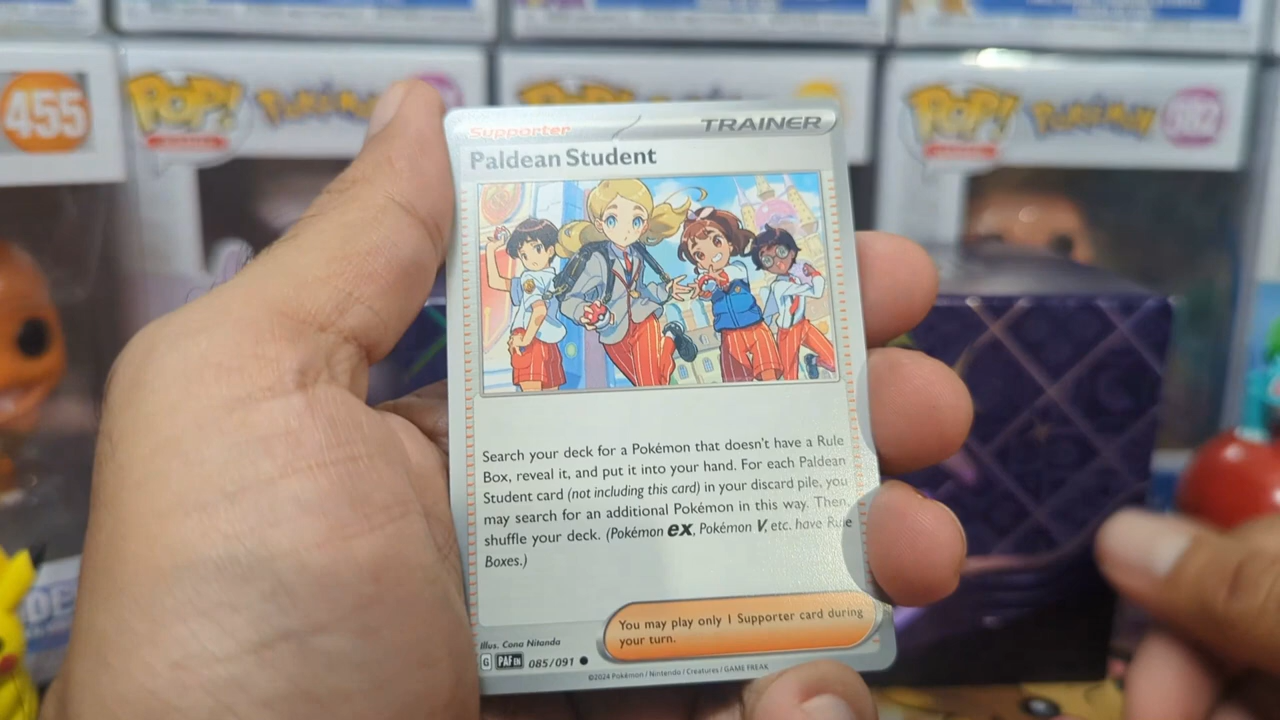 455
POP!
Pokémon
POP!
Pokémon
592
Supporter
TRAINER
Paldean Student
Search your deck for a Pokémon that doesn't have a Rule
Box, reveal it, and put it into your hand. For each Paldean
Student card (not including this card) in your discard pile, you
may search for an additional Pokémon in this way. Then,
shuffle your deck. (Pokémon ex, Pokémon V, etc. have Rule
Boxes.)
You may play only 1 Supporter card during
your turn.
Illus. Cona Nitanda
G PAF EN 085/091
©2024 Pokémon / Nintendo / Creatures / GAME FREAK